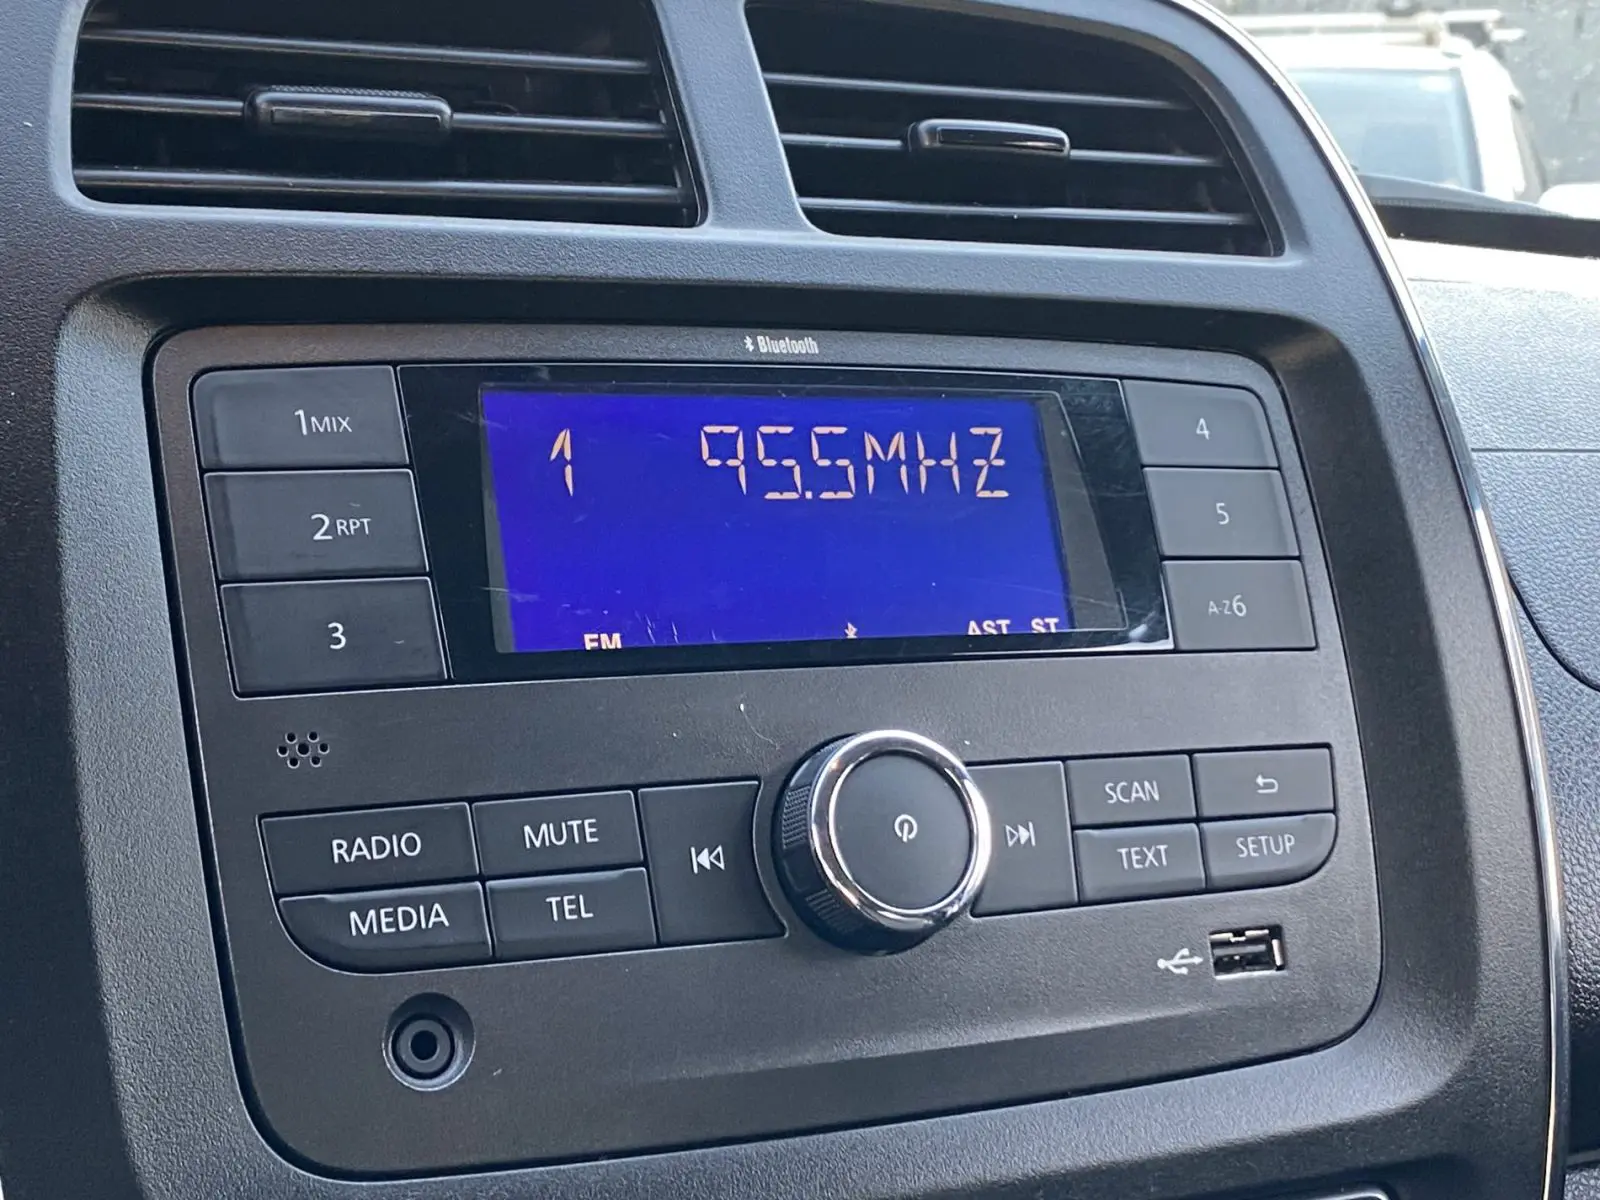 Bluetooth
1MIX
1 95.5MHZ
4
2RPT
5
3
FM AST ST
A-Z6
RADIO
MUTE
SCAN
MEDIA
TEL
TEXT
SETUP